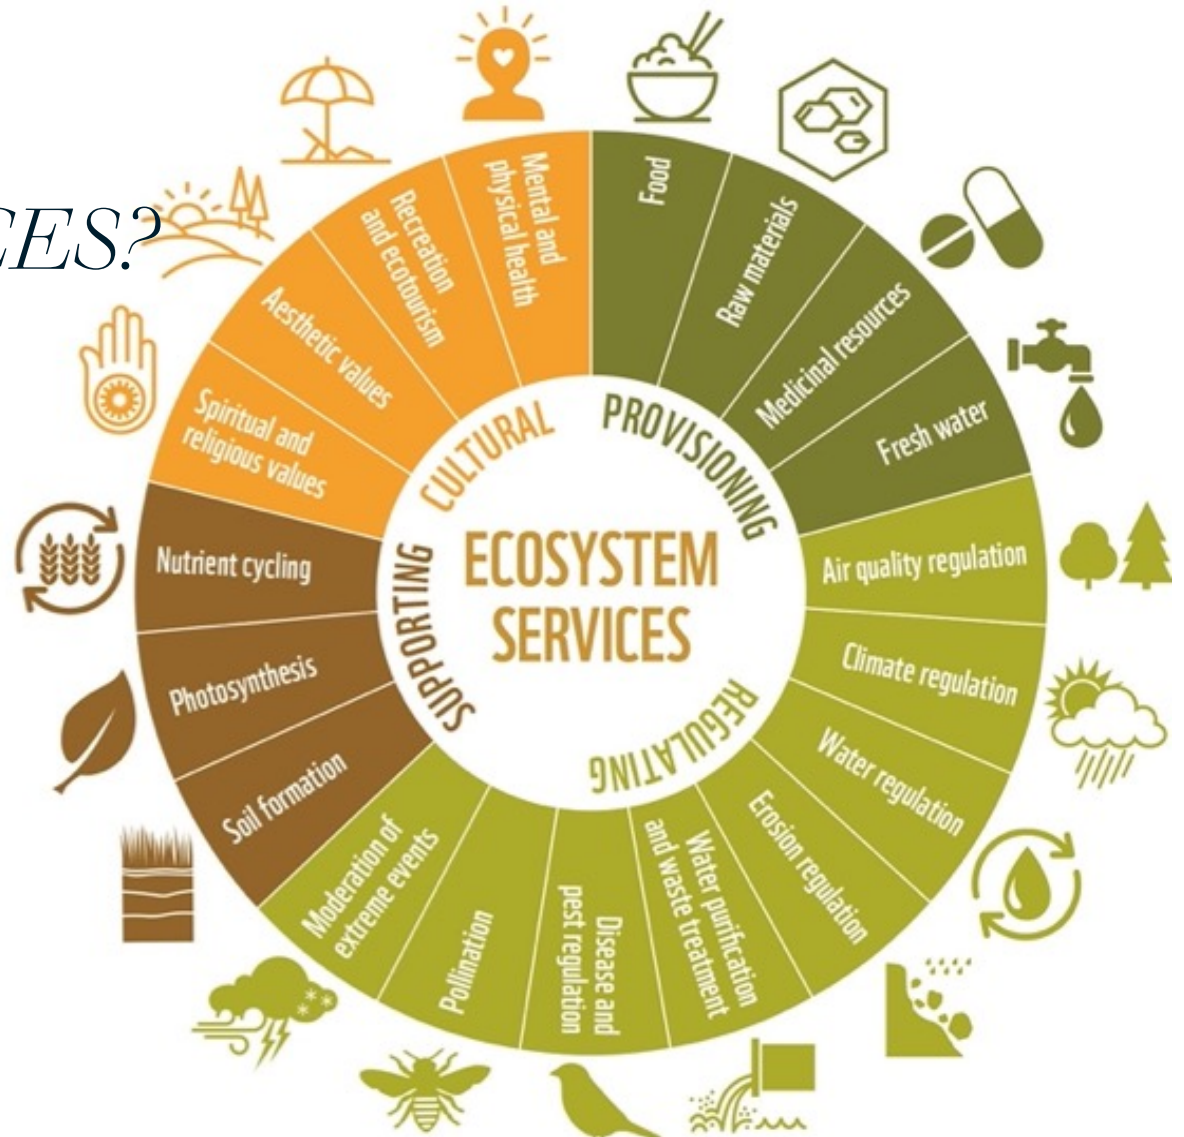 CES?
ECOSYSTEM
SERVICES
PROVISIONING
Food
Raw materials
Medicinal resources
Fresh water
REGULATING
Air quality regulation
Climate regulation
Water regulation
Erosion regulation
Water purification
and waste treatment
Disease and
pest regulation
Pollination
Moderation of
extreme events
SUPPORTING
Soil formation
Photosynthesis
Nutrient cycling
CULTURAL
Spiritual and
religious values
Aesthetic values
Recreation
and ecotourism
Mental and
physical health